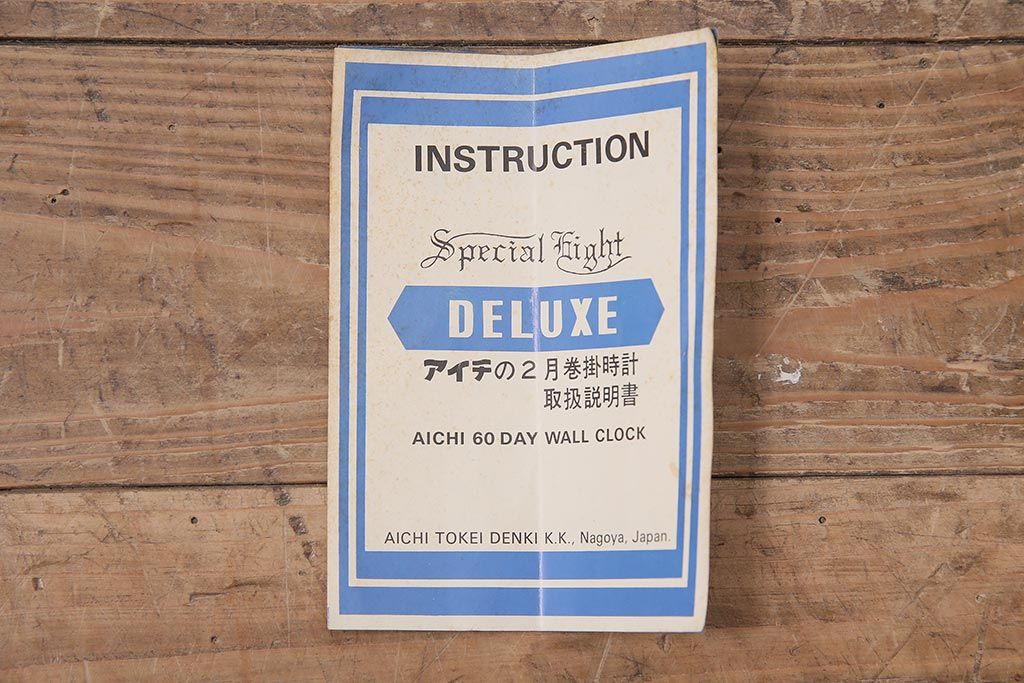 INSTRUCTION
Special Eight
DELUXE
アイチの2月巻掛時計
取扱説明書
AICHI 60 DAY WALL CLOCK
AICHI TOKEI DENKI K.K., Nagoya, Japan.